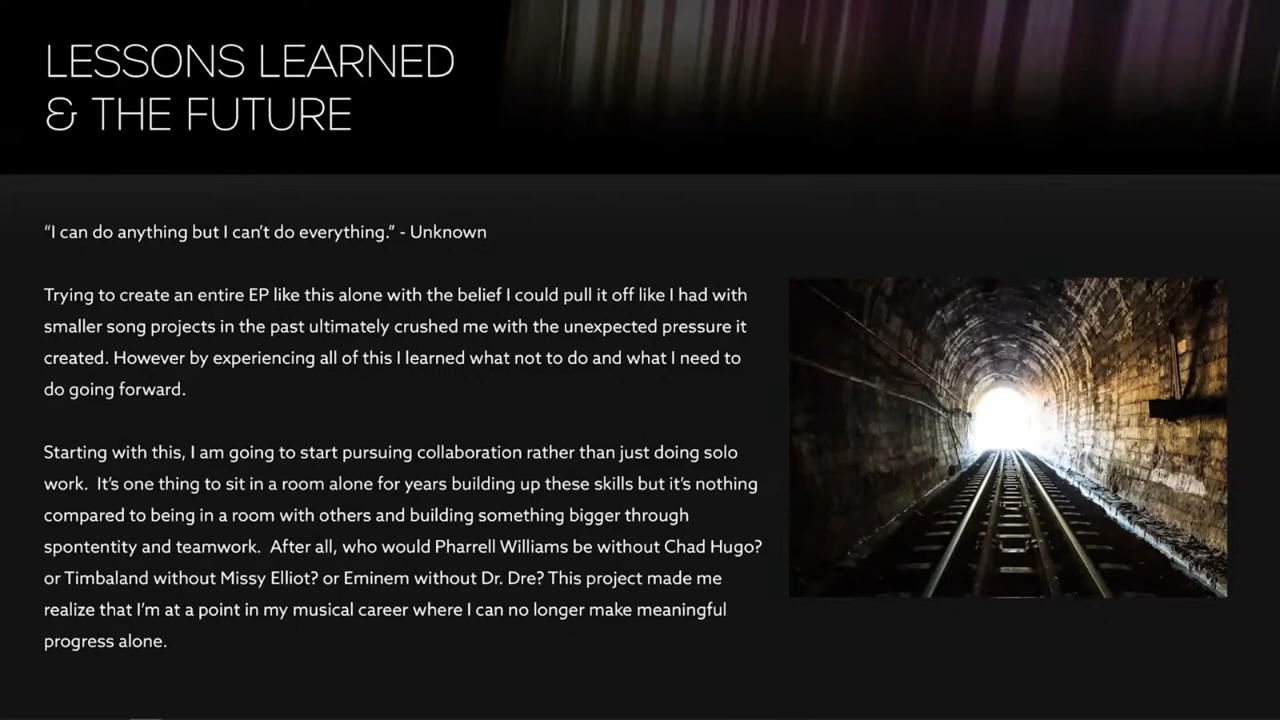 LESSONS LEARNED
& THE FUTURE
“I can do anything but I can’t do everything.” - Unknown
Trying to create an entire EP like this alone with the belief I could pull it off like I had with
smaller song projects in the past ultimately crushed me with the unexpected pressure it
created. However by experiencing all of this I learned what not to do and what I need to
do going forward.
Starting with this, I am going to start pursuing collaboration rather than just doing solo
work.  It’s one thing to sit in a room alone for years building up these skills but it’s nothing
compared to being in a room with others and building something bigger through
spontentity and teamwork.  After all, who would Pharrell Williams be without Chad Hugo?
or Timbaland without Missy Elliot? or Eminem without Dr. Dre? This project made me
realize that I’m at a point in my musical career where I can no longer make meaningful
progress alone.